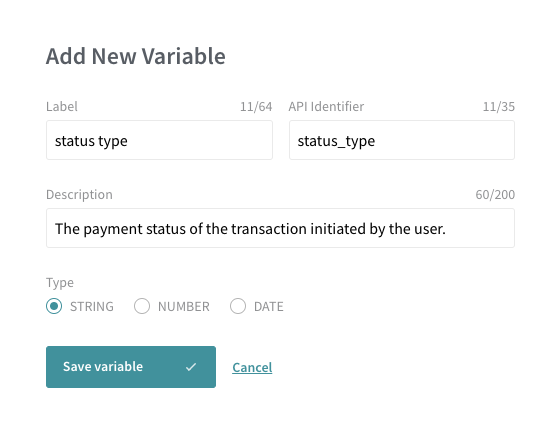 Add New Variable
Label 11/64 API Identifier 11/35
status type status_type
Description 60/200
The payment status of the transaction initiated by the user.
Type
STRING NUMBER DATE
Save variable Cancel